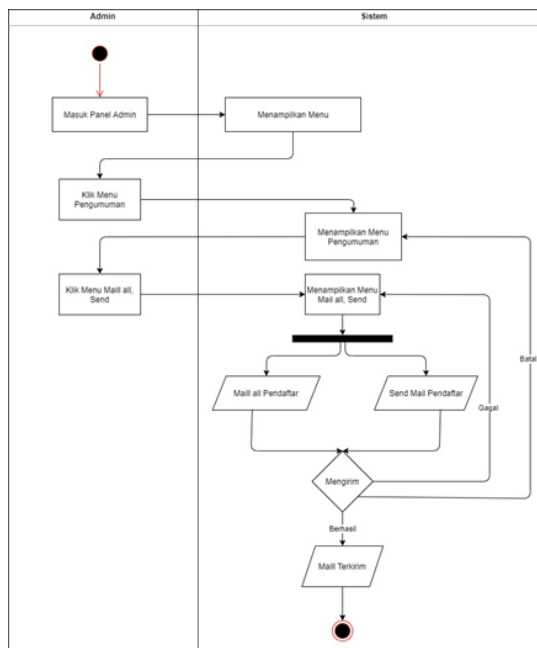 Admin
Sistem
Masuk Panel Admin
Menampilkan Menu
Klik Menu
Pengumuman
Menampilkan Menu
Pengumuman
Klik Menu Maill all,
Send
Menampilkan Menu
Mail all, Send
Batal
Maill all Pendaftar
Send Mail Pendaftar
Gagal
Mengirim
Berhasil
Maill Terkirim